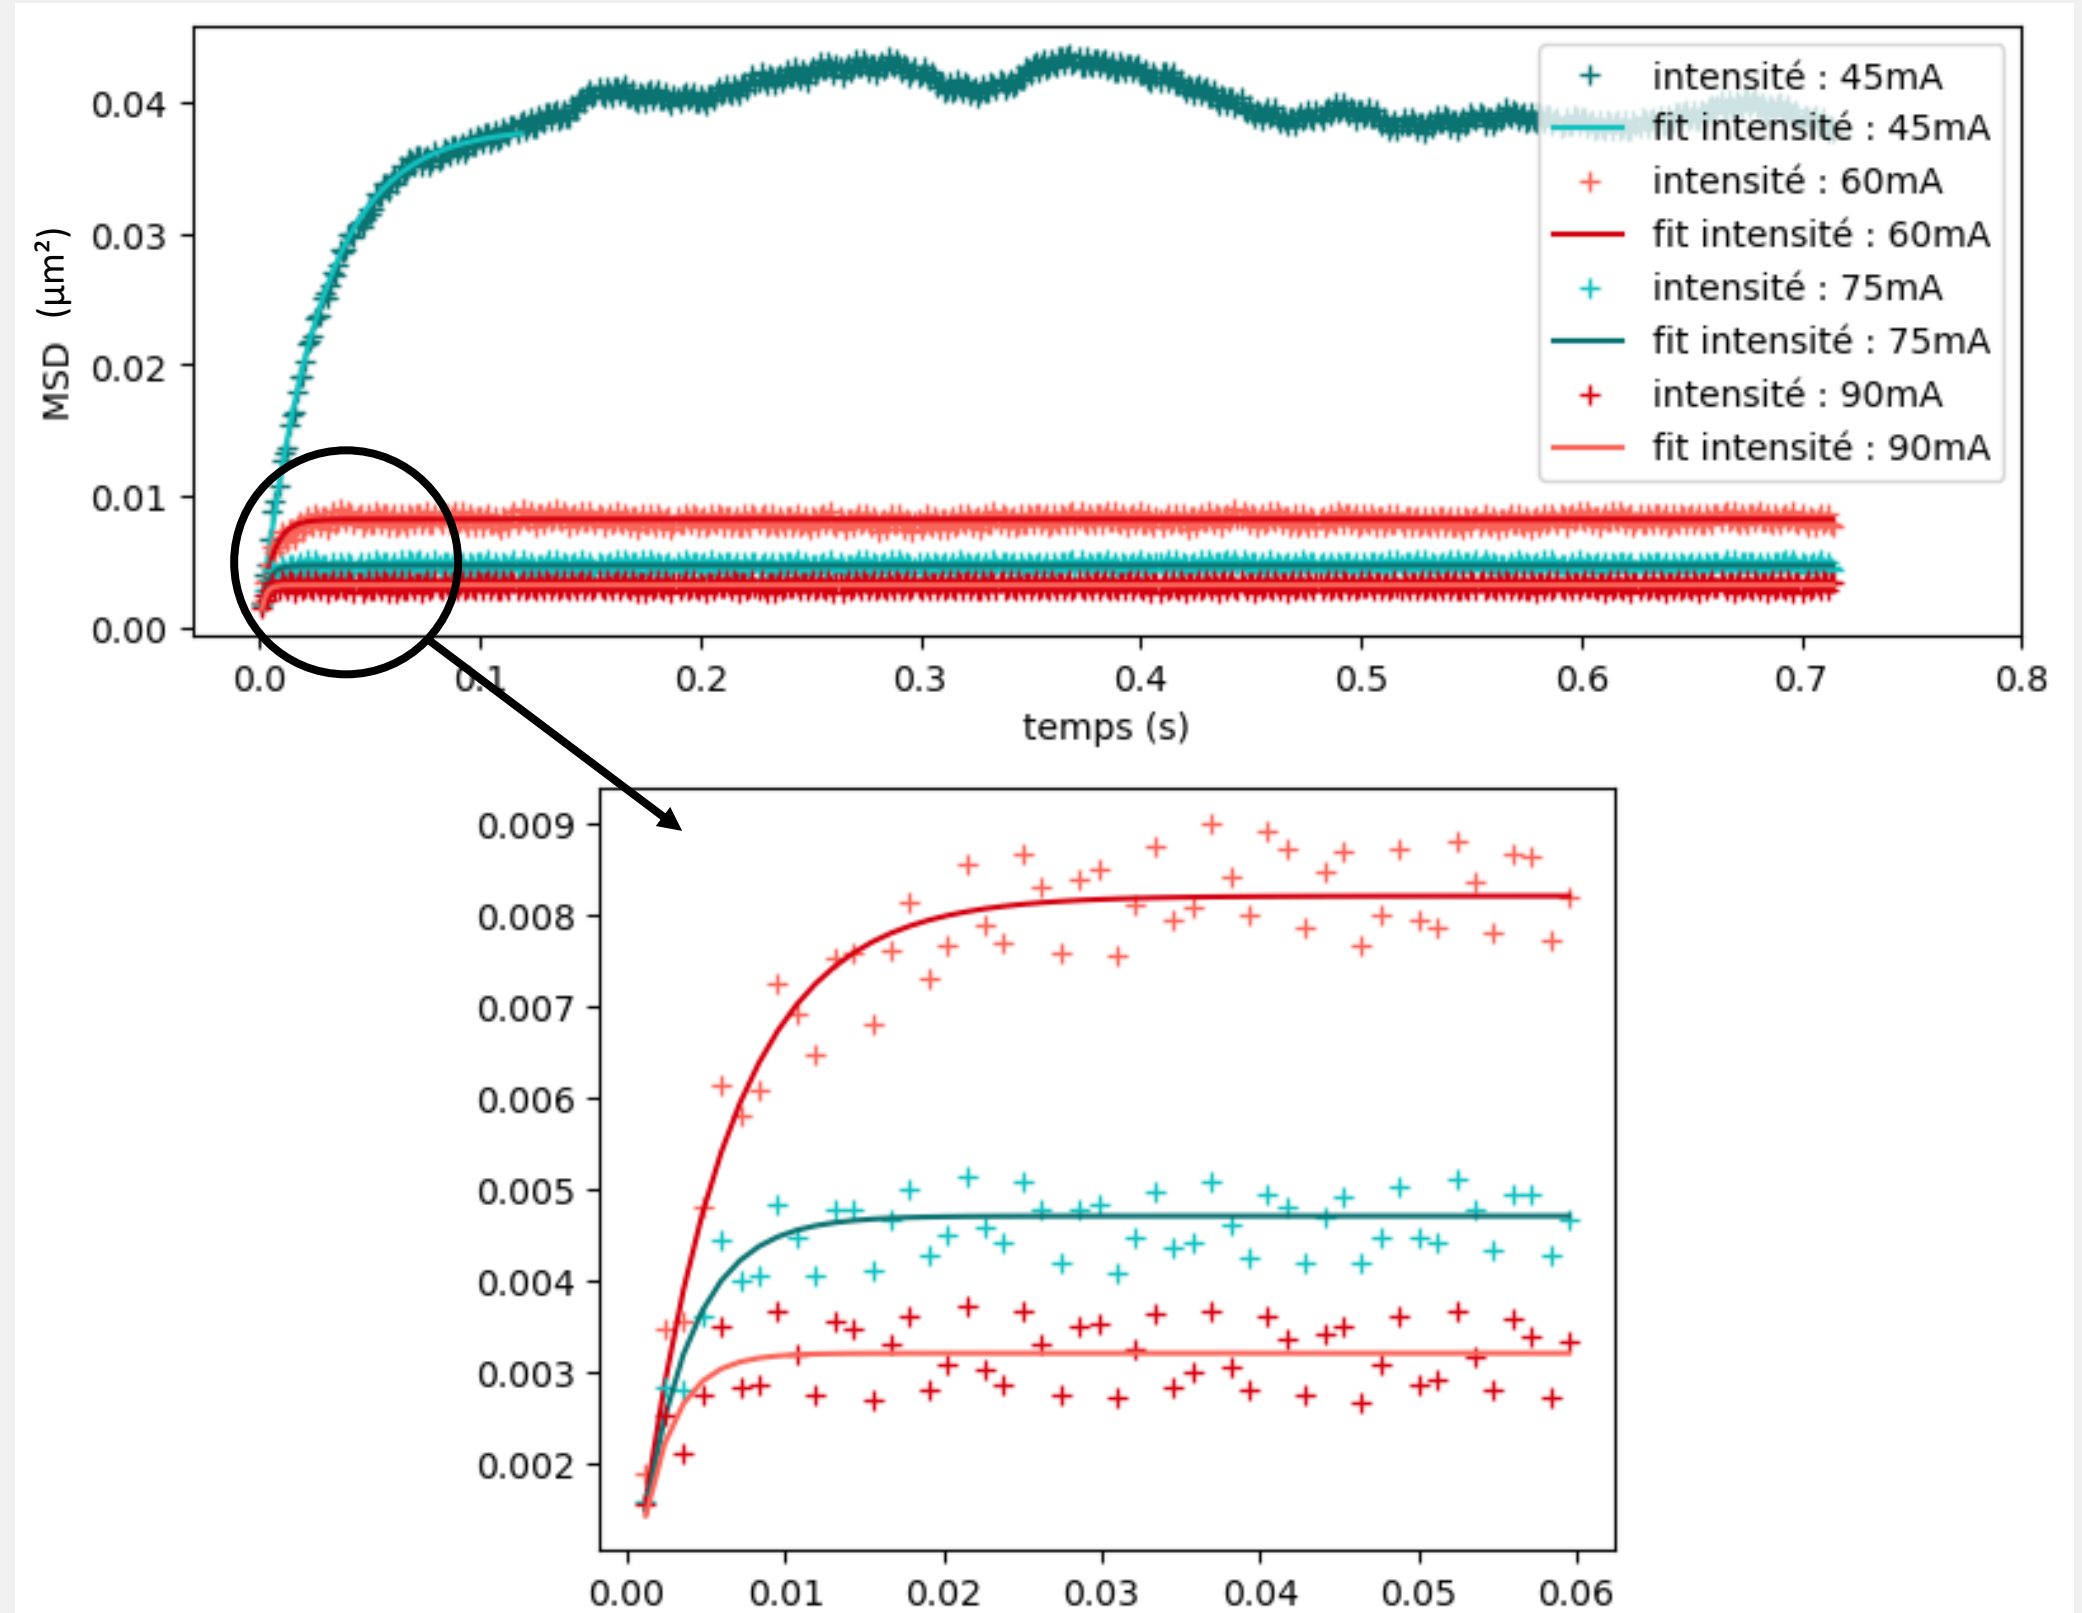 0.04
0.03
0.02
0.01
0.00
MSD (µm²)
0.0 0.1 0.2 0.3 0.4 0.5 0.6 0.7 0.8
temps (s)
intensité : 45mA
fit intensité : 45mA
intensité : 60mA
fit intensité : 60mA
intensité : 75mA
fit intensité : 75mA
intensité : 90mA
fit intensité : 90mA
0.009
0.008
0.007
0.006
0.005
0.004
0.003
0.002
0.00 0.01 0.02 0.03 0.04 0.05 0.06